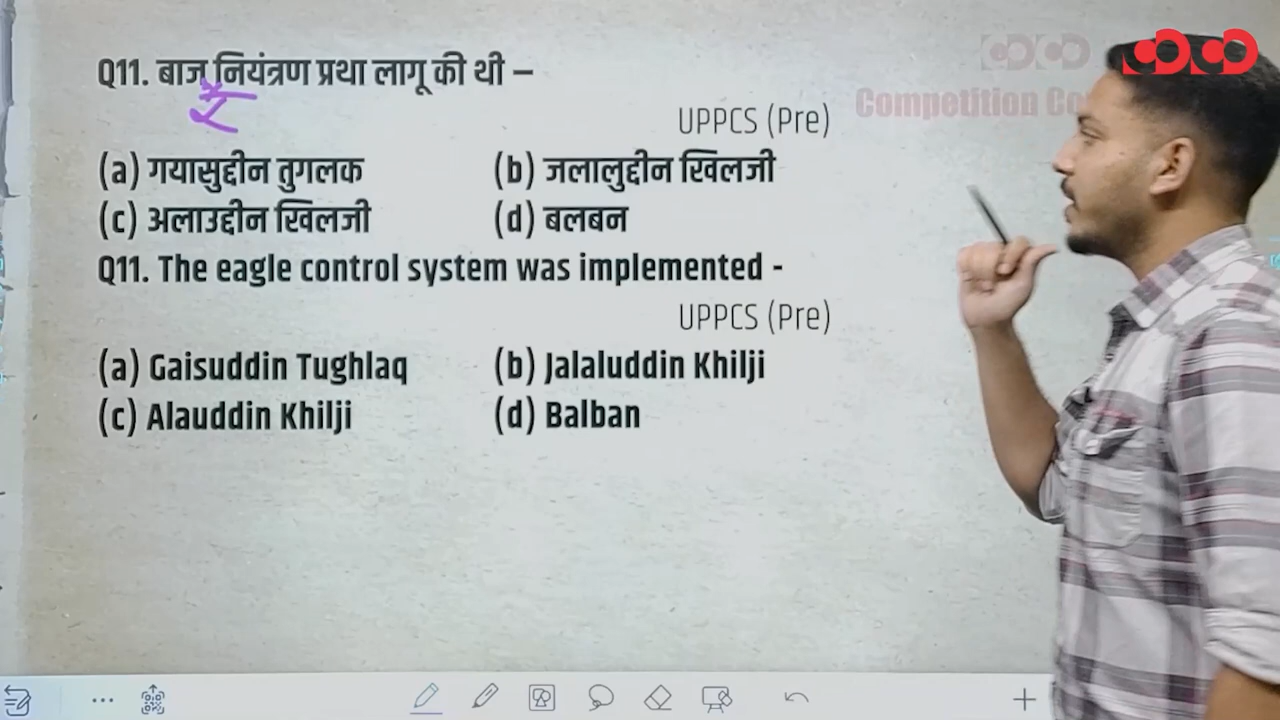 Q11. बाज नियंत्रण प्रथा लागू की थी –
र
UPPCS (Pre)
(a) गयासुद्दीन तुगलक (b) जलालुद्दीन खिलजी
(c) अलाउद्दीन खिलजी (d) बलबन
Q11. The eagle control system was implemented -
UPPCS (Pre)
(a) Gaisuddin Tughlaq (b) Jalaluddin Khilji
(c) Alauddin Khilji (d) Balban
Competition Co